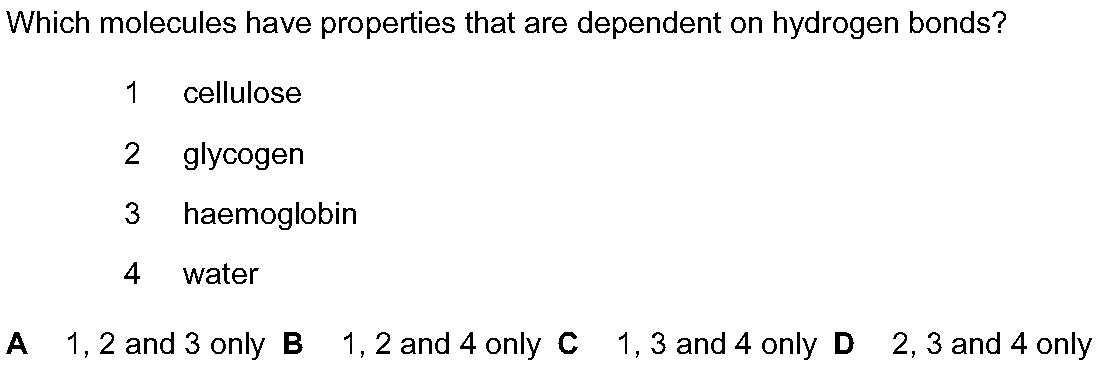 Which molecules have properties that are dependent on hydrogen bonds?
1 cellulose
2 glycogen
3 haemoglobin
4 water
A 1, 2 and 3 only B 1, 2 and 4 only C 1, 3 and 4 only D 2, 3 and 4 only